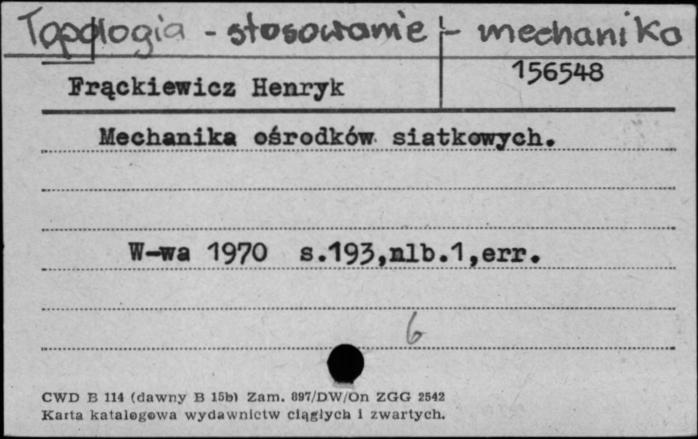 Topologia - stosowanie - mechanika
Frąckiewicz Henryk
156548
Mechanika ośrodków siatkowych.
W-wa 1970 s.193,nlb.1,err.
6
CWD B 114 (dawny B 15b) Zam. 897/DW/On ZGG 2542
Karta katalogowa wydawnictw ciągłych i zwartych.